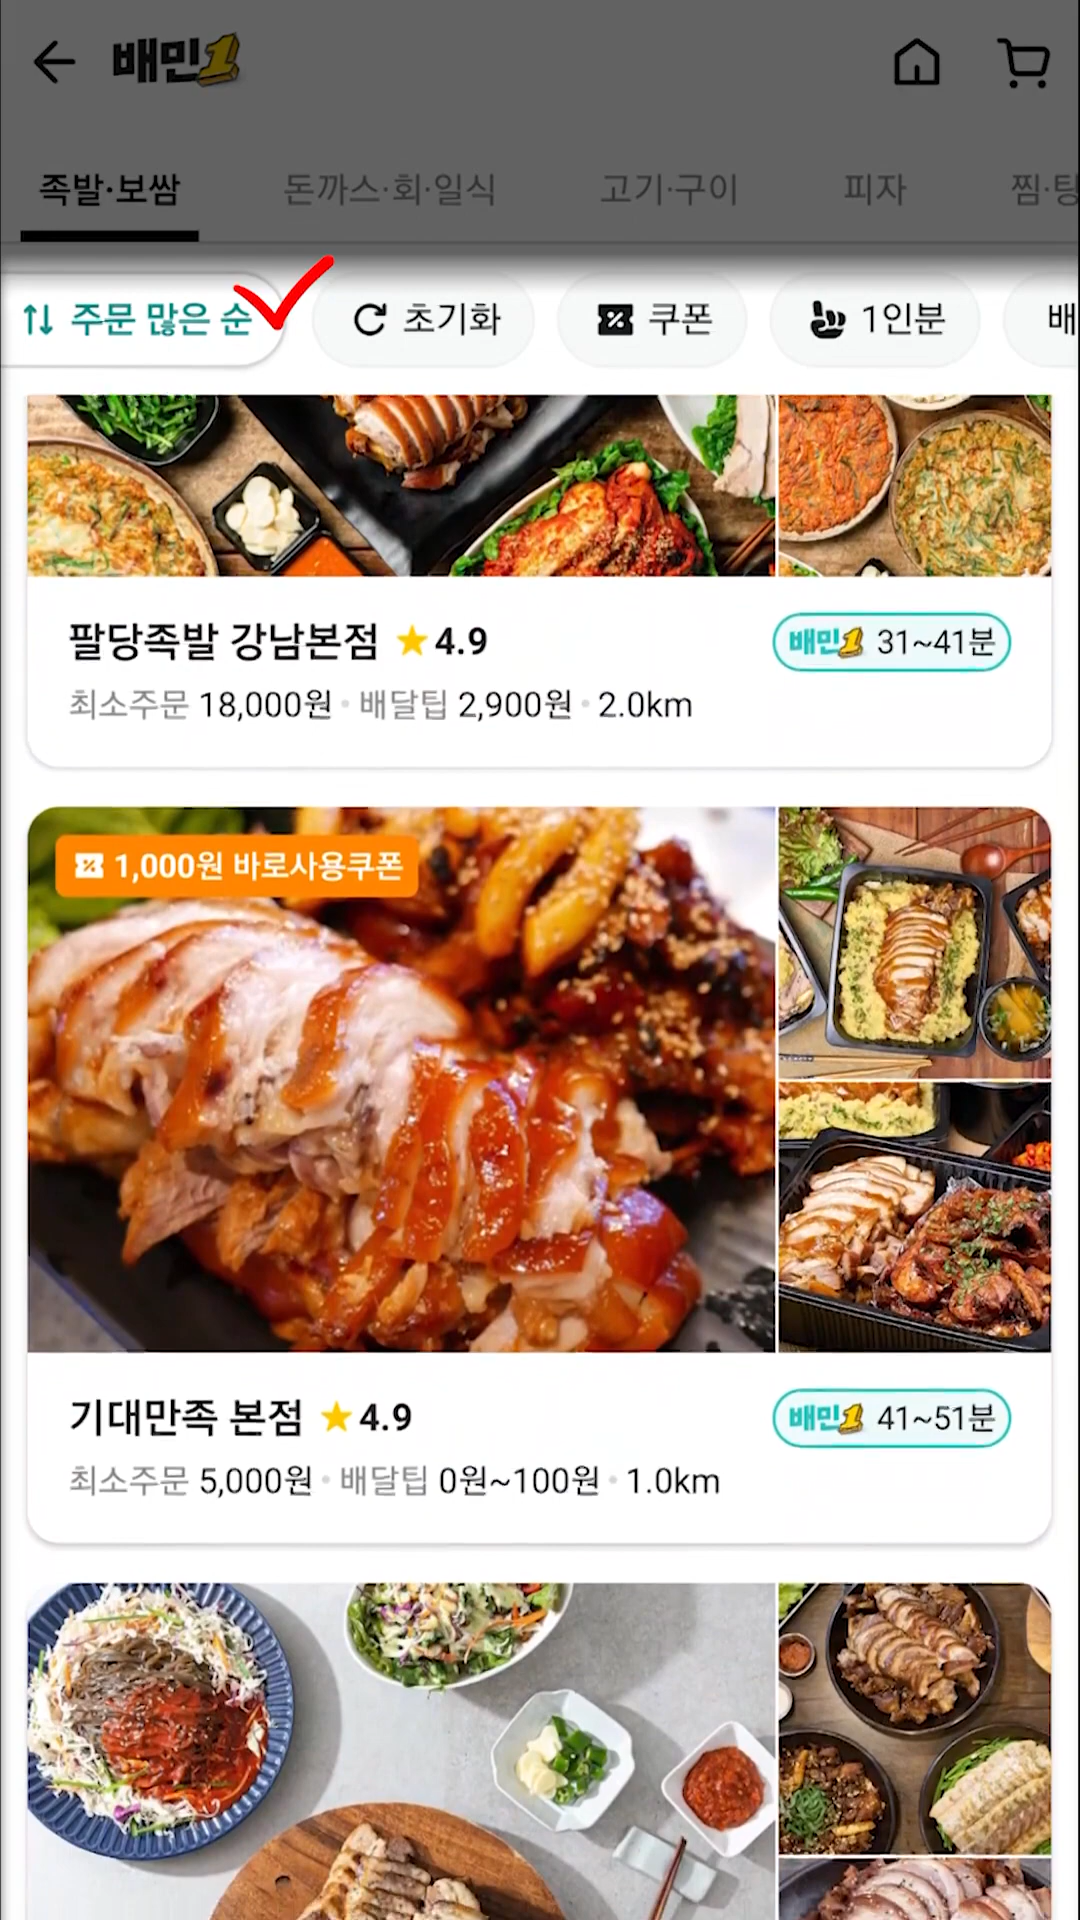 배민1
족발·보쌈 돈까스·회·일식 고기·구이 피자 찜·탕
주문 많은 순 초기화 쿠폰 1인분 배
팔당족발 강남본점 4.9 배민1 31~41분
최소주문 18,000원 · 배달팁 2,900원 · 2.0km
1,000원 바로사용쿠폰
기대만족 본점 4.9 배민1 41~51분
최소주문 5,000원 · 배달팁 0원~100원 · 1.0km